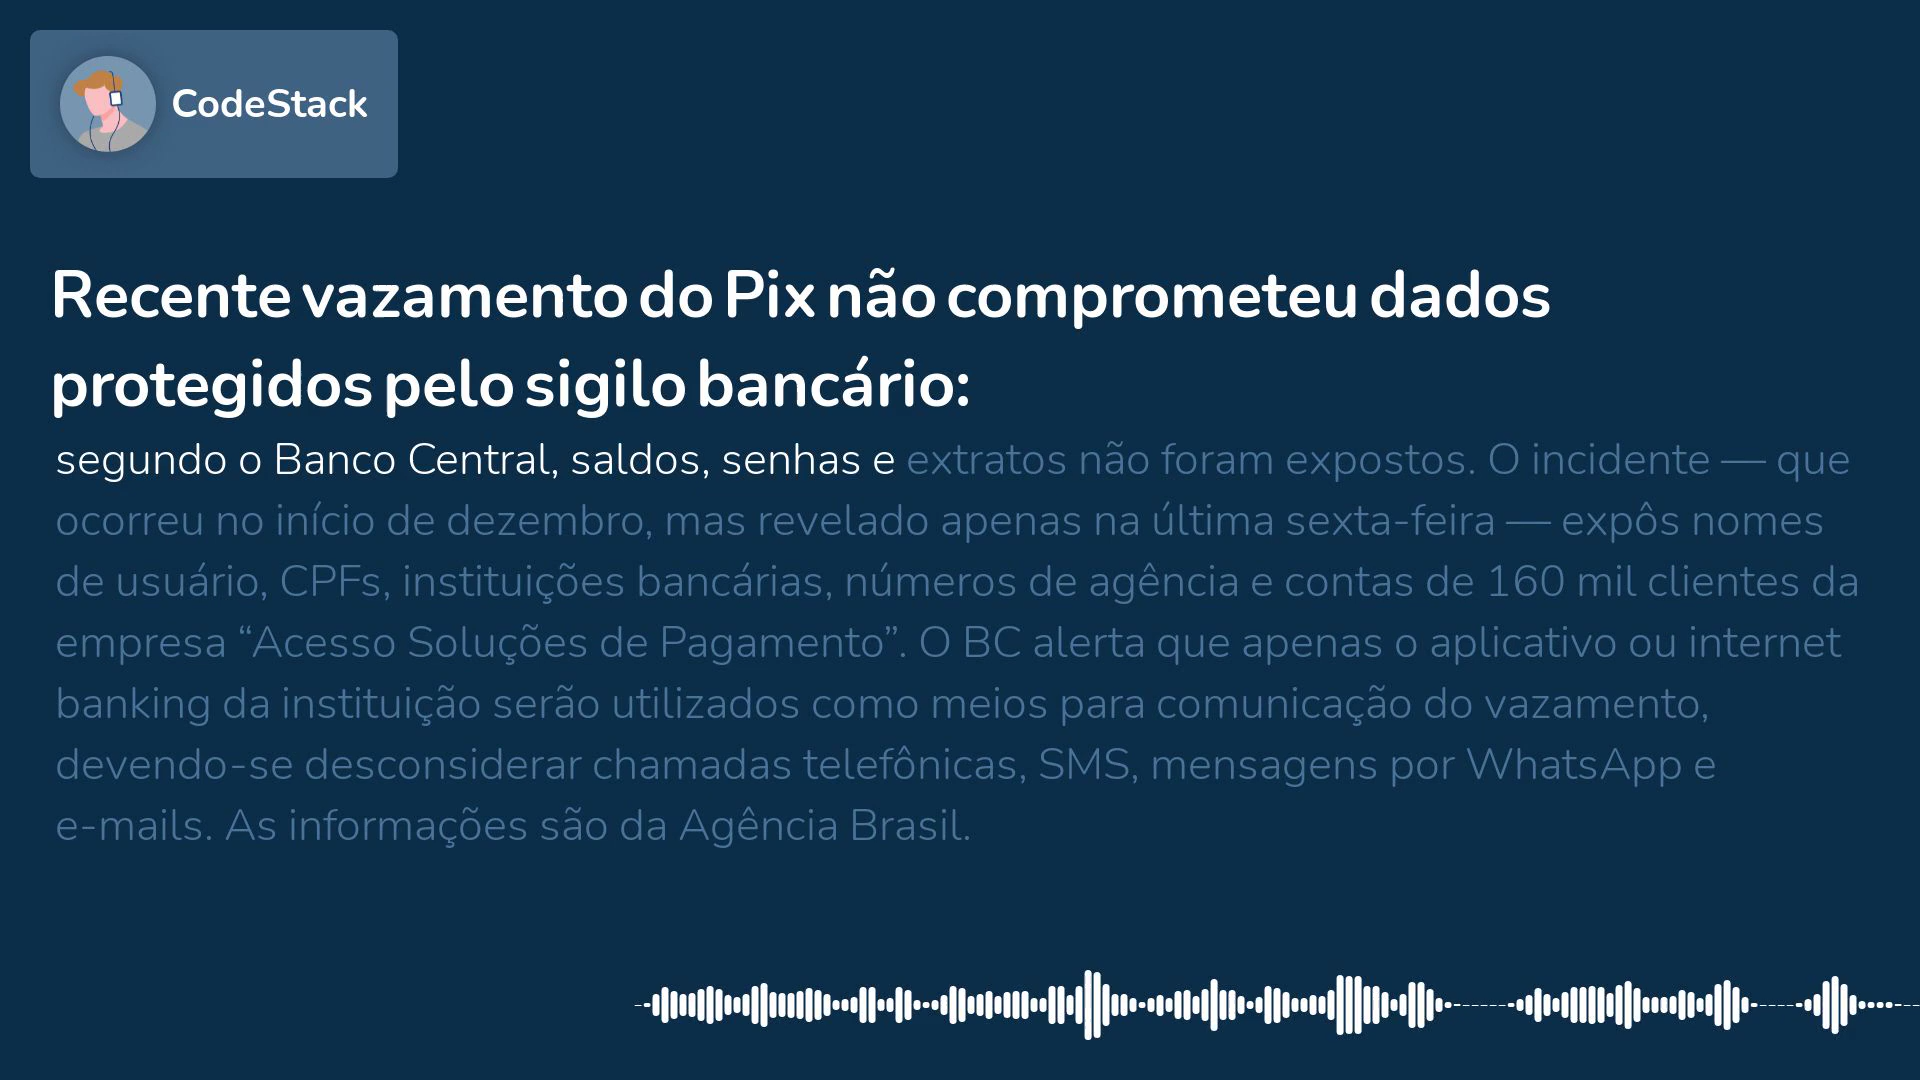 CodeStack
Recente vazamento do Pix não comprometeu dados
protegidos pelo sigilo bancário:
segundo o Banco Central, saldos, senhas e extratos não foram expostos. O incidente — que
ocorreu no início de dezembro, mas revelado apenas na última sexta-feira — expôs nomes
de usuário, CPFs, instituições bancárias, números de agência e contas de 160 mil clientes da
empresa “Acesso Soluções de Pagamento”. O BC alerta que apenas o aplicativo ou internet
banking da instituição serão utilizados como meios para comunicação do vazamento,
devendo-se desconsiderar chamadas telefônicas, SMS, mensagens por WhatsApp e
e-mails. As informações são da Agência Brasil.